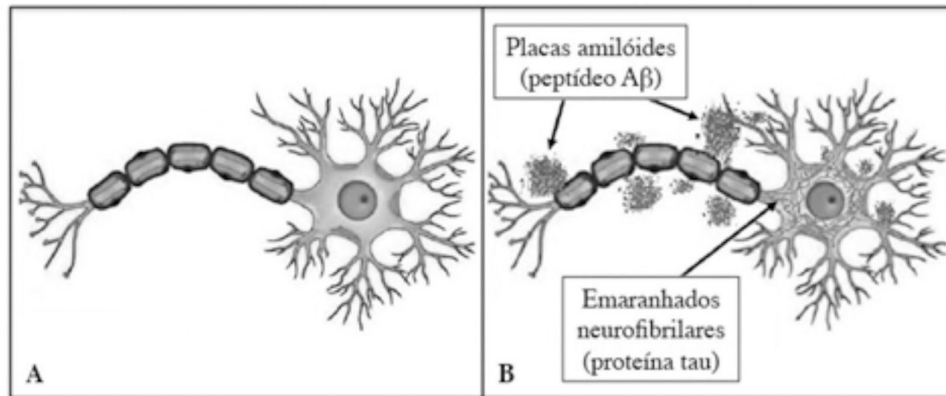 Placas amilóides
(peptídeo Aβ)
Emaranhados
neurofibrilares
(proteína tau)
A
B